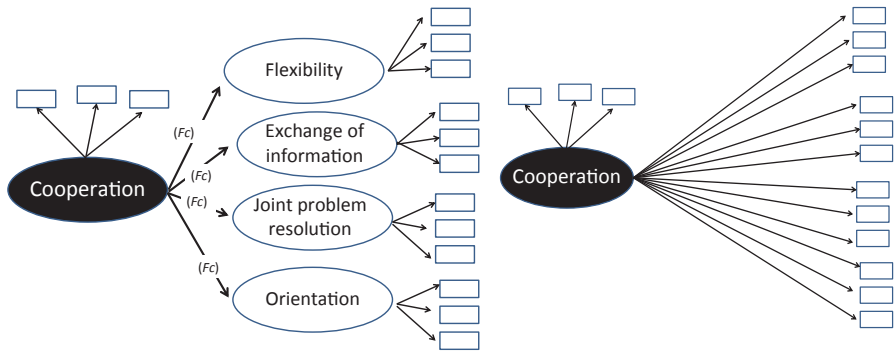 Flexibility
(Fc)
Exchange of
information
(Fc)
Cooperation
(Fc)
Joint problem
resolution
(Fc)
Orientation
Cooperation